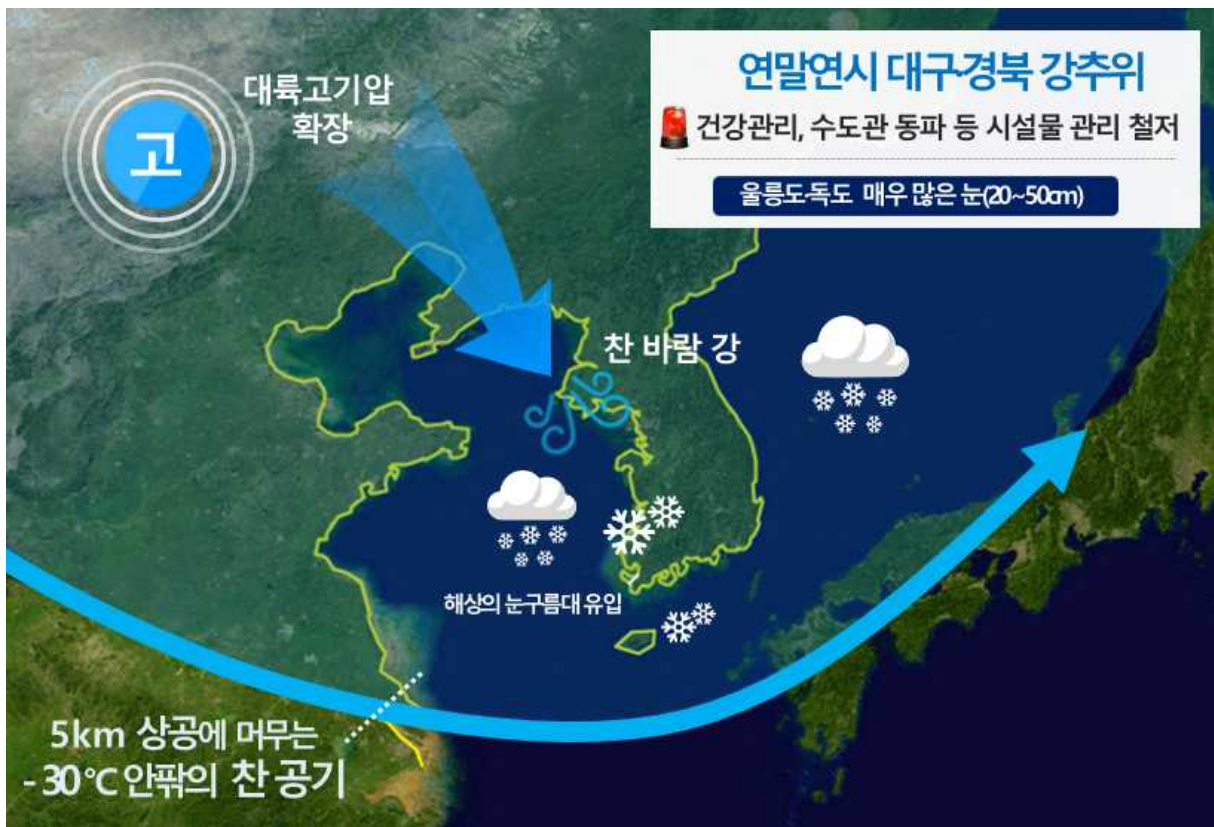 연말연시 대구·경북 강추위
건강관리, 수도관 동파 등 시설물 관리 철저
울릉도·독도 매우 많은 눈(20~50cm)
대륙고기압
확장
고
찬 바람 강
해상의 눈구름대 유입
5km 상공에 머무는
-30℃ 안팎의 찬 공기